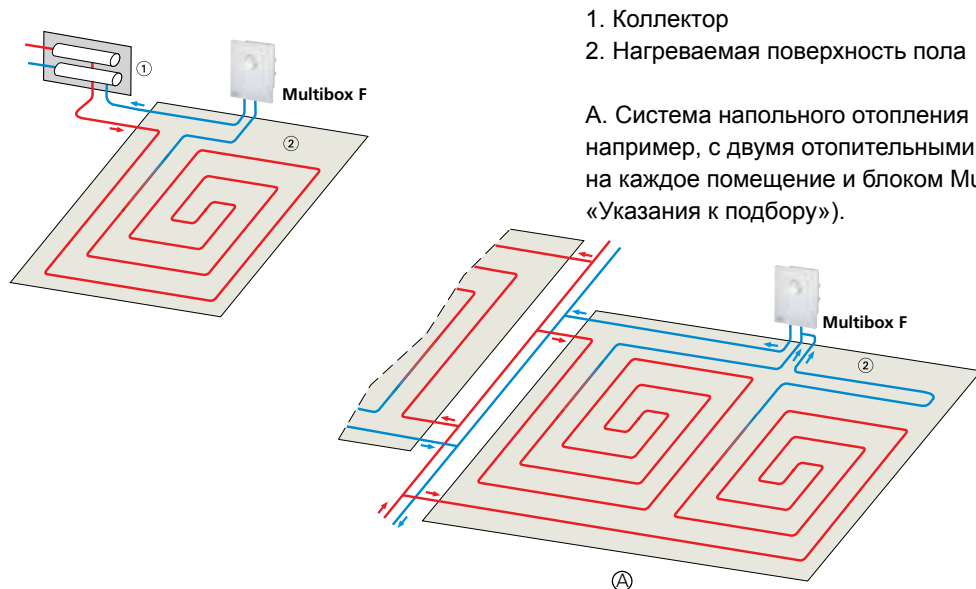 1. Коллектор
2. Нагреваемая поверхность пола
А. Система напольного отопления
например, с двумя отопительными
на каждое помещение и блоком
«Указания к подбору»).
1
Multibox F
2
Multibox F
2
A